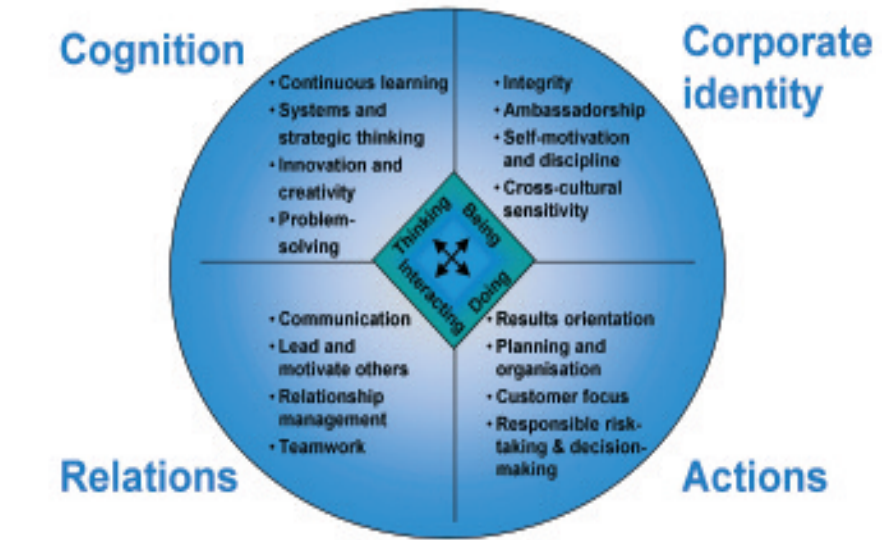 Cognition
• Continuous learning
• Systems and
strategic thinking
• Innovation and
creativity
• Problem-
solving
Corporate
identity
• Integrity
• Ambassadorship
• Self-motivation
and discipline
• Cross-cultural
sensitivity
Thinking
Being
Interacting
Doing
Relations
• Communication
• Lead and
motivate others
• Relationship
management
• Teamwork
Actions
• Results orientation
• Planning and
organisation
• Customer focus
• Responsible risk-
taking & decision-
making